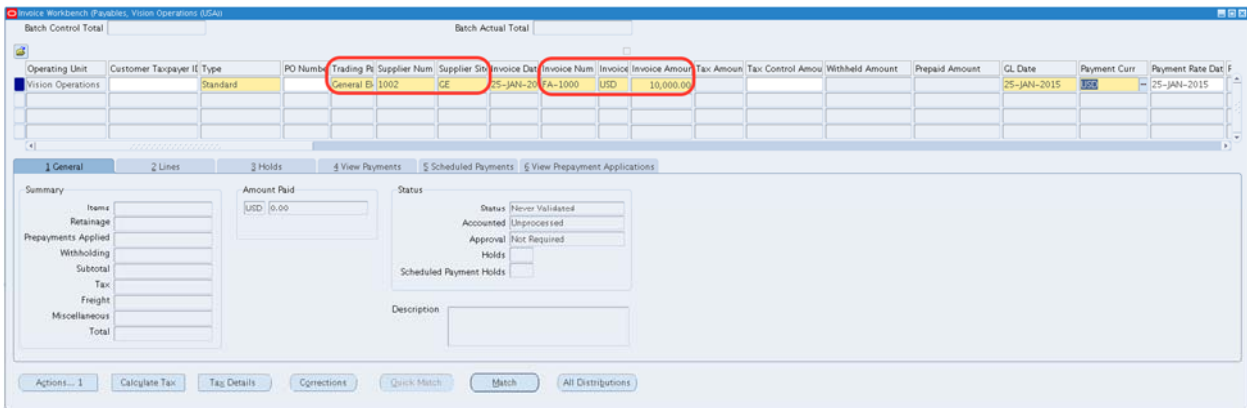 Invoice Workbench (Payables, Vision Operations (USA))
Batch Control Total Batch Actual Total
Operating Unit Customer Taxpayer ID Type PO Numbe Trading Pa Supplier Num Supplier Site Invoice Dat Invoice Num Invoice Invoice Amoun Tax Amoun Tax Control Amou Withheld Amount Prepaid Amount GL Date Payment Curr Payment Rate Dat F
Vision Operations Standard General El 1002 GE 25-JAN-20 FA-1000 USD 10,000.00 25-JAN-2015 USD 25-JAN-2015
1 General 2 Lines 3 Holds 4 View Payments 5 Scheduled Payments 6 View Prepayment Applications
Summary Amount Paid Status
Items USD 0.00 Status Never Validated
Retainage Accounted Unprocessed
Prepayments Applied Approval Not Required
Withholding Holds
Subtotal Scheduled Payment Holds
Tax
Freight Description
Miscellaneous
Total
Actions... 1 Calculate Tax Tax Details Corrections Quick Match Match All Distributions